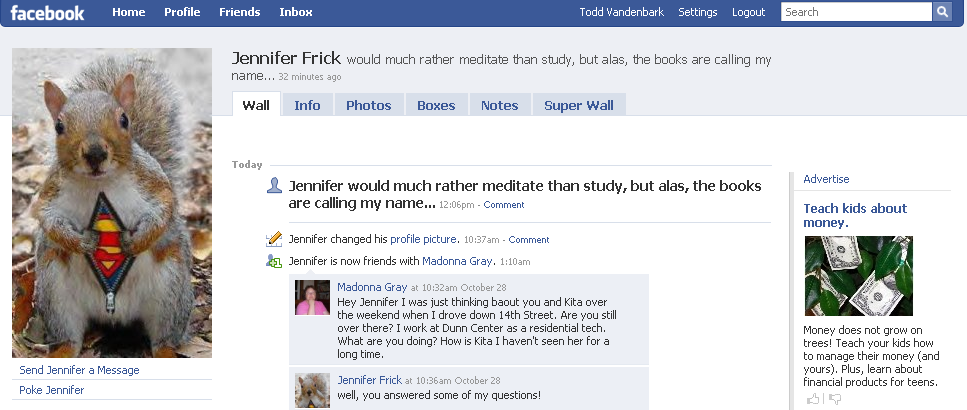 facebook Home Profile Friends Inbox Todd Vandenbark Settings Logout Search
Jennifer Frick would much rather meditate than study, but alas, the books are calling my
name... 32 minutes ago
Wall Info Photos Boxes Notes Super Wall
Today
Jennifer would much rather meditate than study, but alas, the books
are calling my name... 12:06pm - Comment
Jennifer changed his profile picture. 10:37am - Comment
Jennifer is now friends with Madonna Gray. 1:10am
Madonna Gray at 10:32am October 28
Hey Jennifer I was just thinking baout you and Kita over
the weekend when I drove down 14th Street. Are you still
over there? I work at Dunn Center as a residential tech.
What are you doing? How is Kita I haven't seen her for a
long time.
Jennifer Frick at 10:36am October 28
well, you answered some of my questions!
Send Jennifer a Message
Poke Jennifer
Advertise
Teach kids about
money.
Money does not grow on
trees! Teach your kids how
to manage their money (and
yours). Plus, learn about
financial products for teens.